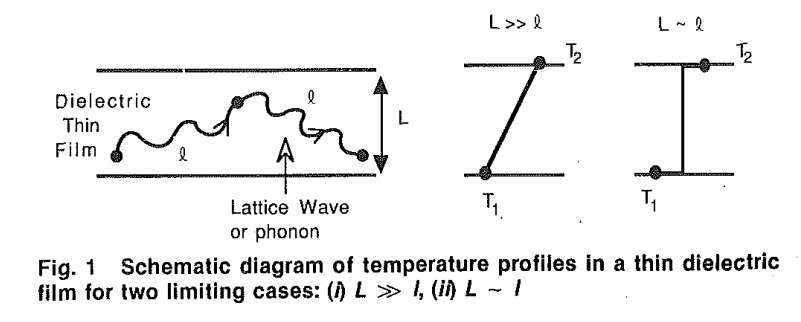 L >> ℓ
L ~ ℓ
T2
T2
Dielectric
Thin
Film
ℓ
ℓ
L
Lattice Wave
or phonon
T1
T1
Fig. 1 Schematic diagram of temperature profiles in a thin dielectric
film for two limiting cases: (i) L ≫ l, (ii) L ~ l